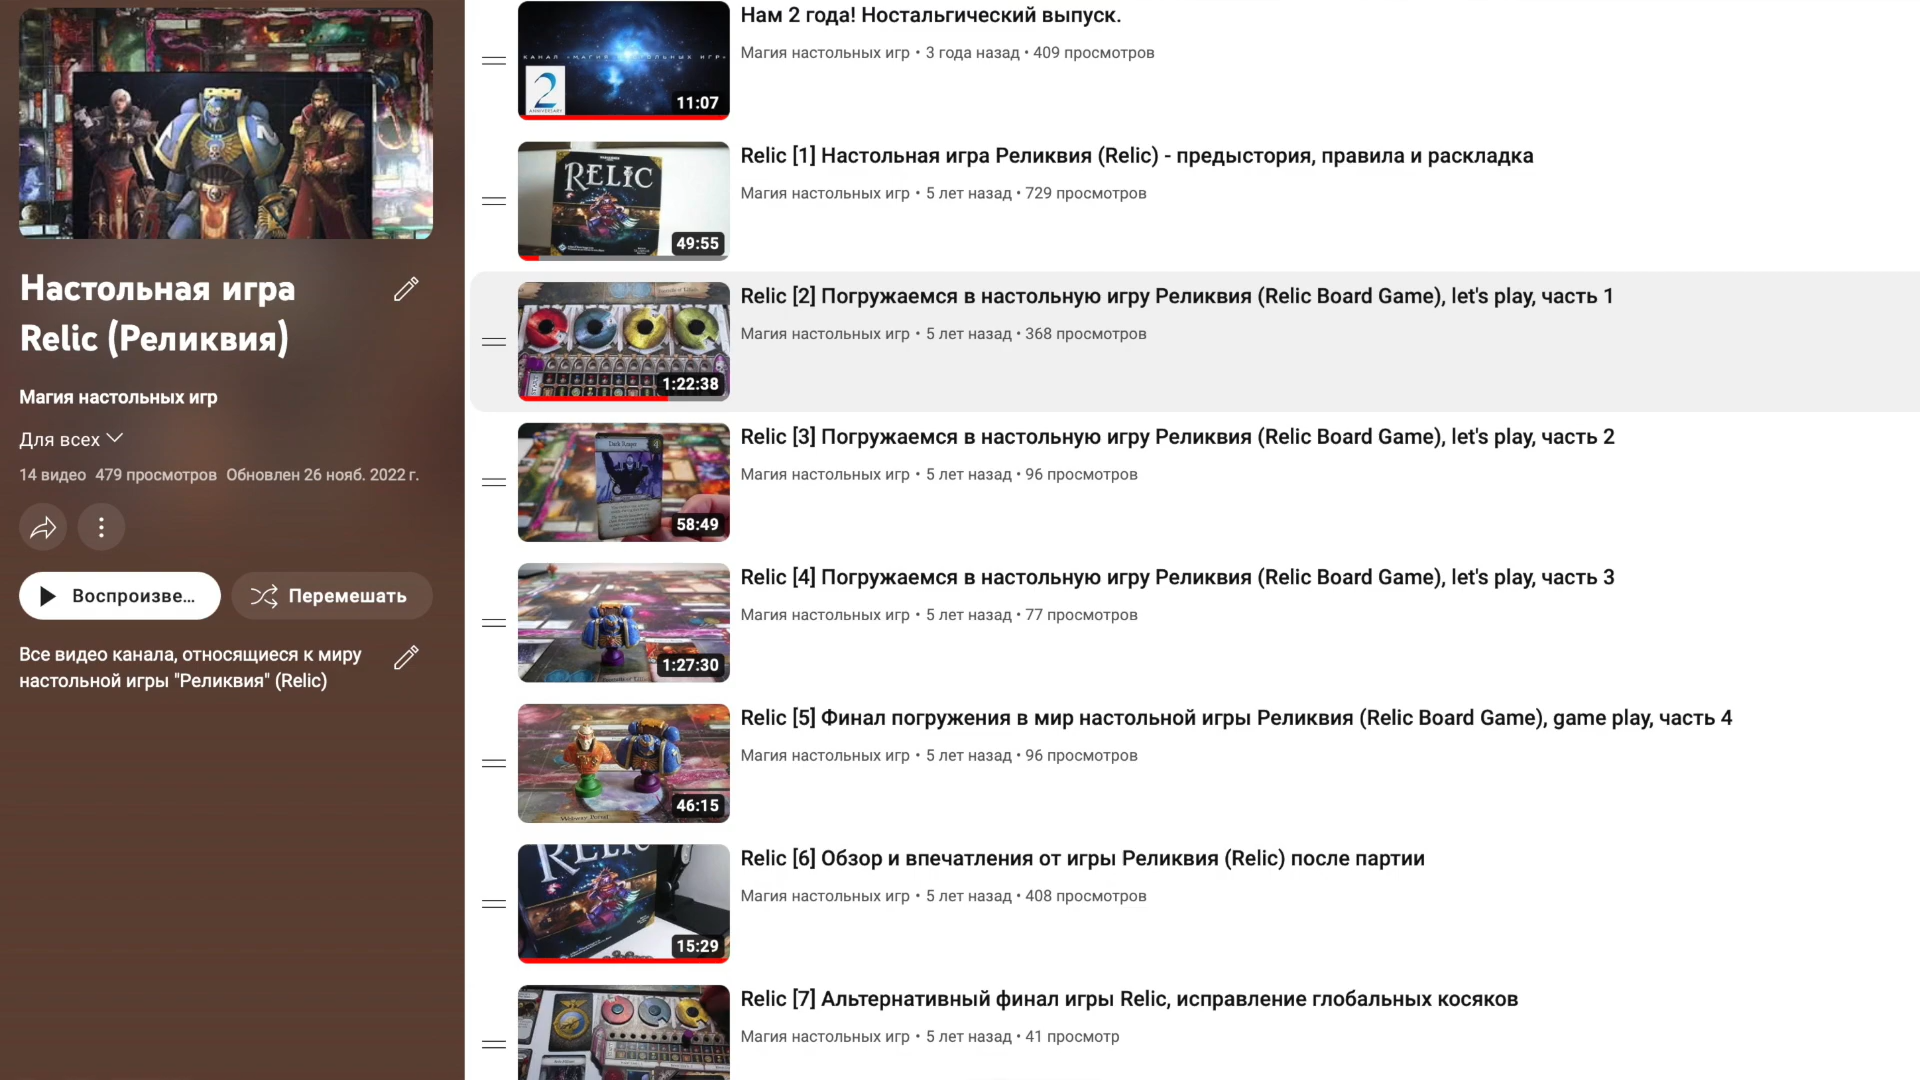 Настольная игра
Relic (Реликвия)
Магия настольных игр
Для всех
14 видео 479 просмотров Обновлен 26 нояб. 2022 г.
Воспроизве...
Перемешать
Все видео канала, относящиеся к миру
настольной игры "Реликвия" (Relic)
КАНАЛ «МАГИЯ НАСТОЛЬНЫХ ИГР»
2
ANNIVERSARY
11:07
Нам 2 года! Ностальгический выпуск.
Магия настольных игр • 3 года назад • 409 просмотров
RELIC
49:55
Relic [1] Настольная игра Реликвия (Relic) - предыстория, правила и раскладка
Магия настольных игр • 5 лет назад • 729 просмотров
1:22:38
Relic [2] Погружаемся в настольную игру Реликвия (Relic Board Game), let's play, часть 1
Магия настольных игр • 5 лет назад • 368 просмотров
58:49
Relic [3] Погружаемся в настольную игру Реликвия (Relic Board Game), let's play, часть 2
Магия настольных игр • 5 лет назад • 96 просмотров
1:27:30
Relic [4] Погружаемся в настольную игру Реликвия (Relic Board Game), let's play, часть 3
Магия настольных игр • 5 лет назад • 77 просмотров
46:15
Relic [5] Финал погружения в мир настольной игры Реликвия (Relic Board Game), game play, часть 4
Магия настольных игр • 5 лет назад • 96 просмотров
RELIC
15:29
Relic [6] Обзор и впечатления от игры Реликвия (Relic) после партии
Магия настольных игр • 5 лет назад • 408 просмотров
Relic [7] Альтернативный финал игры Relic, исправление глобальных косяков
Магия настольных игр • 5 лет назад • 41 просмотр